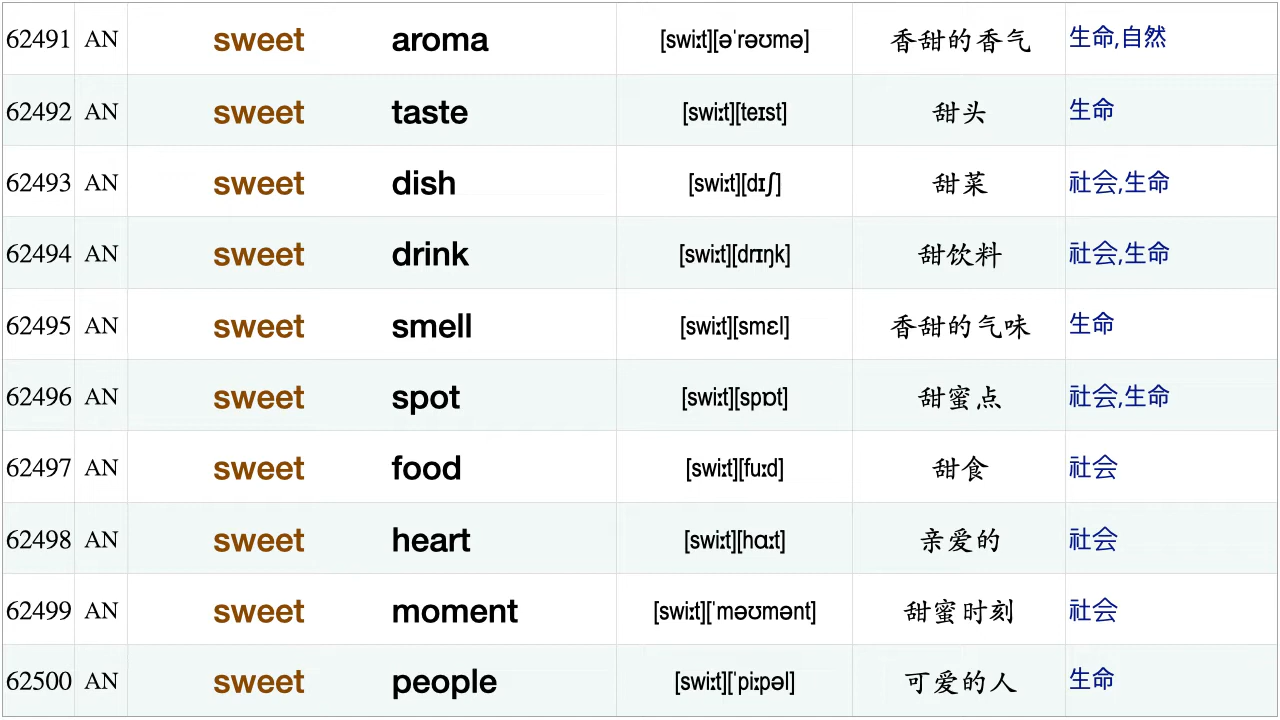 62491 AN sweet aroma [swiːt][əˈrəʊmə] 香甜的香气 生命,自然
62492 AN sweet taste [swiːt][teɪst] 甜头 生命
62493 AN sweet dish [swiːt][dɪʃ] 甜菜 社会,生命
62494 AN sweet drink [swiːt][drɪŋk] 甜饮料 社会,生命
62495 AN sweet smell [swiːt][smɛl] 香甜的气味 生命
62496 AN sweet spot [swiːt][spɒt] 甜蜜点 社会,生命
62497 AN sweet food [swiːt][fuːd] 甜食 社会
62498 AN sweet heart [swiːt][hɑːt] 亲爱的 社会
62499 AN sweet moment [swiːt][ˈməʊmənt] 甜蜜时刻 社会
62500 AN sweet people [swiːt][ˈpiːpəl] 可爱的人 生命